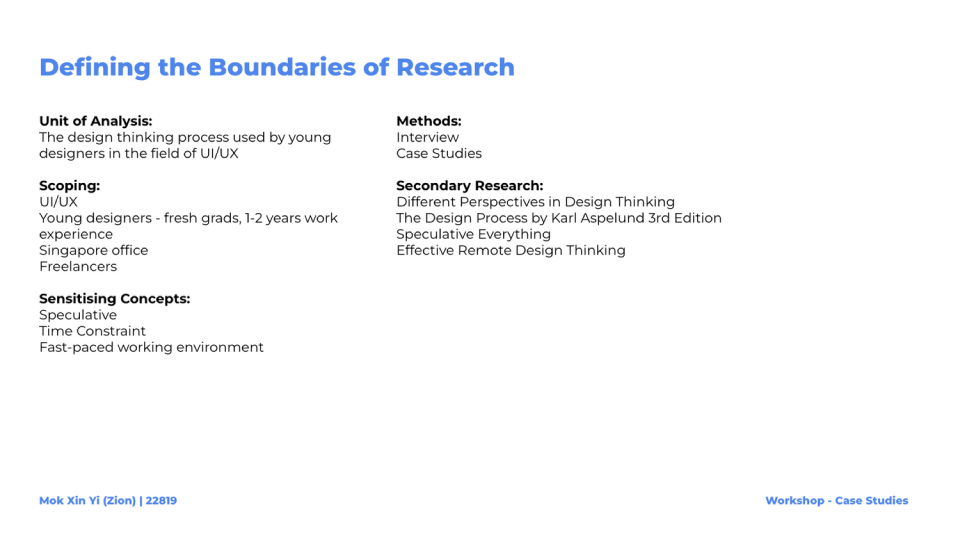 Defining the Boundaries of Research
Unit of Analysis:
The design thinking process used by young
designers in the field of UI/UX
Scoping:
UI/UX
Young designers - fresh grads, 1-2 years work
experience
Singapore office
Freelancers
Sensitising Concepts:
Speculative
Time Constraint
Fast-paced working environment
Methods:
Interview
Case Studies
Secondary Research:
Different Perspectives in Design Thinking
The Design Process by Karl Aspelund 3rd Edition
Speculative Everything
Effective Remote Design Thinking
Mok Xin Yi (Zion) | 22819
Workshop - Case Studies